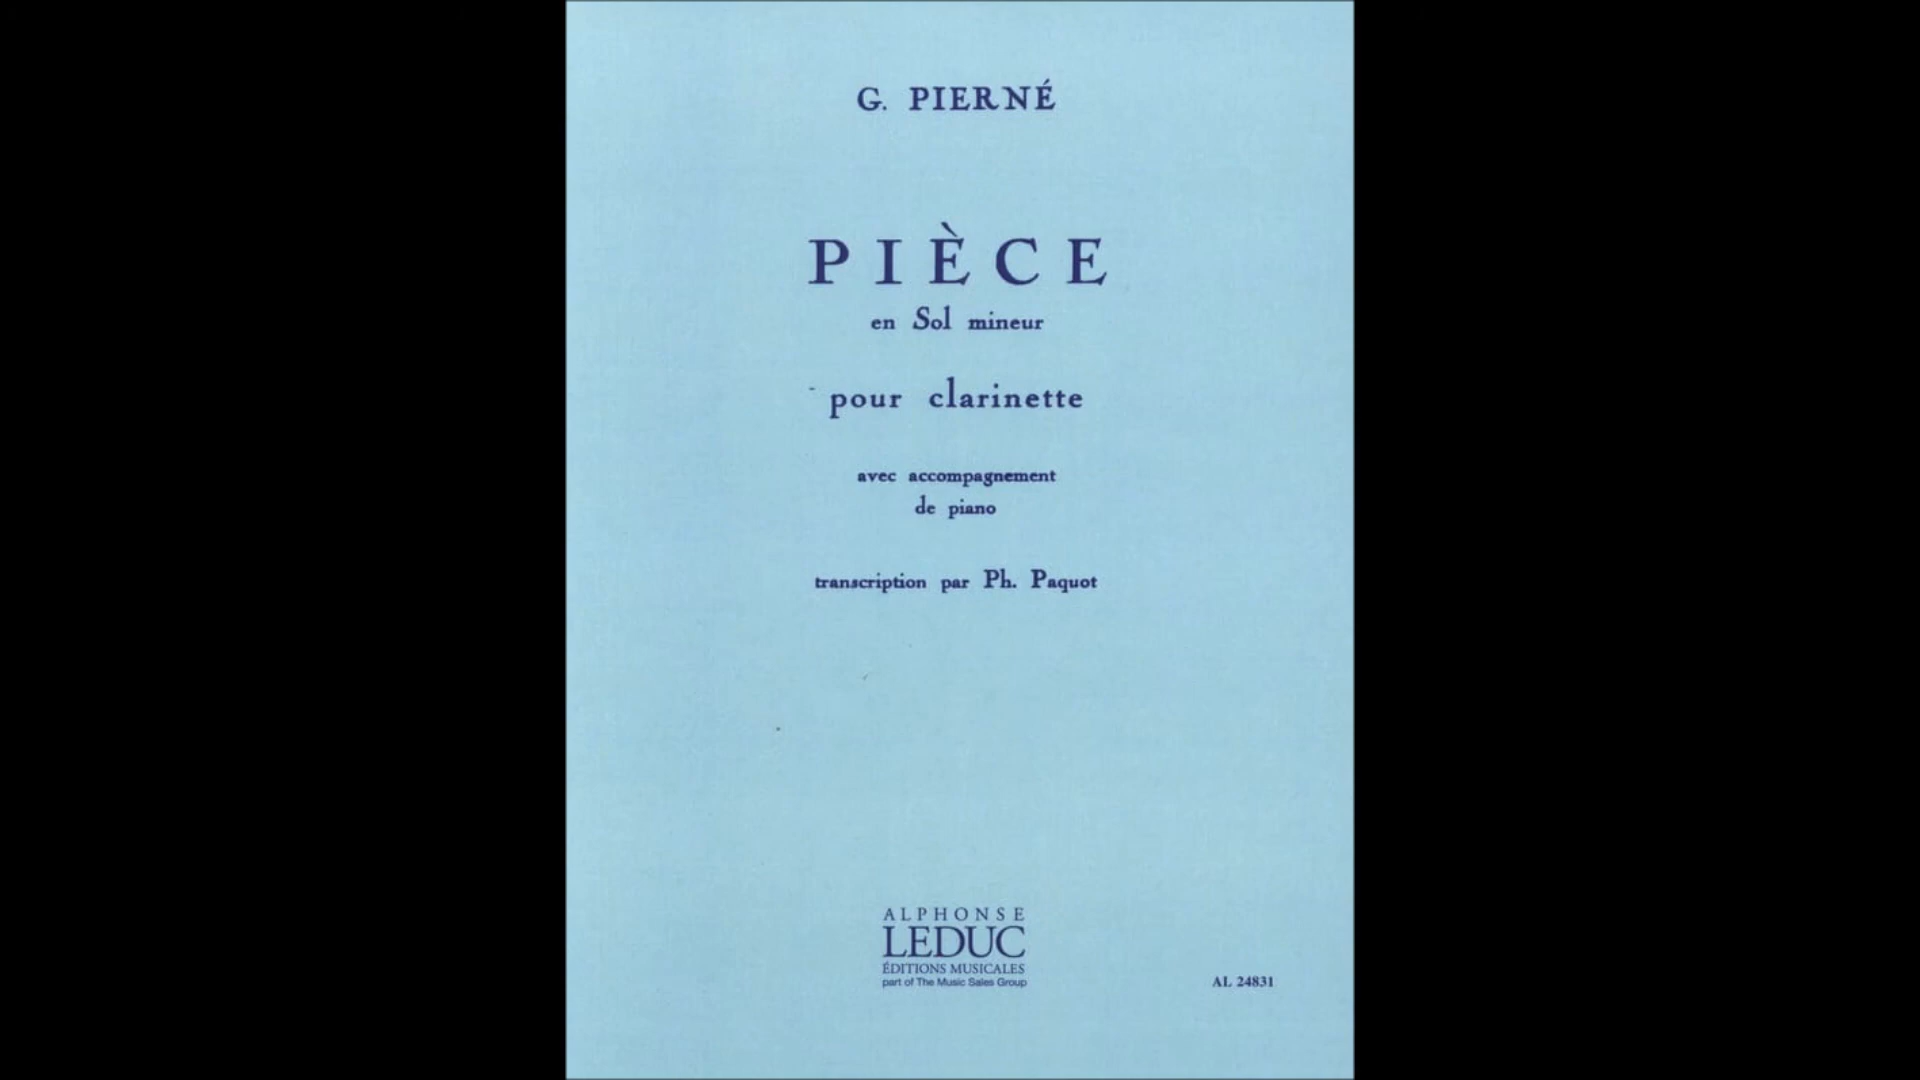 G. PIERNÉ
PIÈCE
en Sol mineur
pour clarinette
avec accompagnement
de piano
transcription par Ph. Paquot
ALPHONSE
LEDUC
ÉDITIONS MUSICALES
part of The Music Sales Group
AL 24831